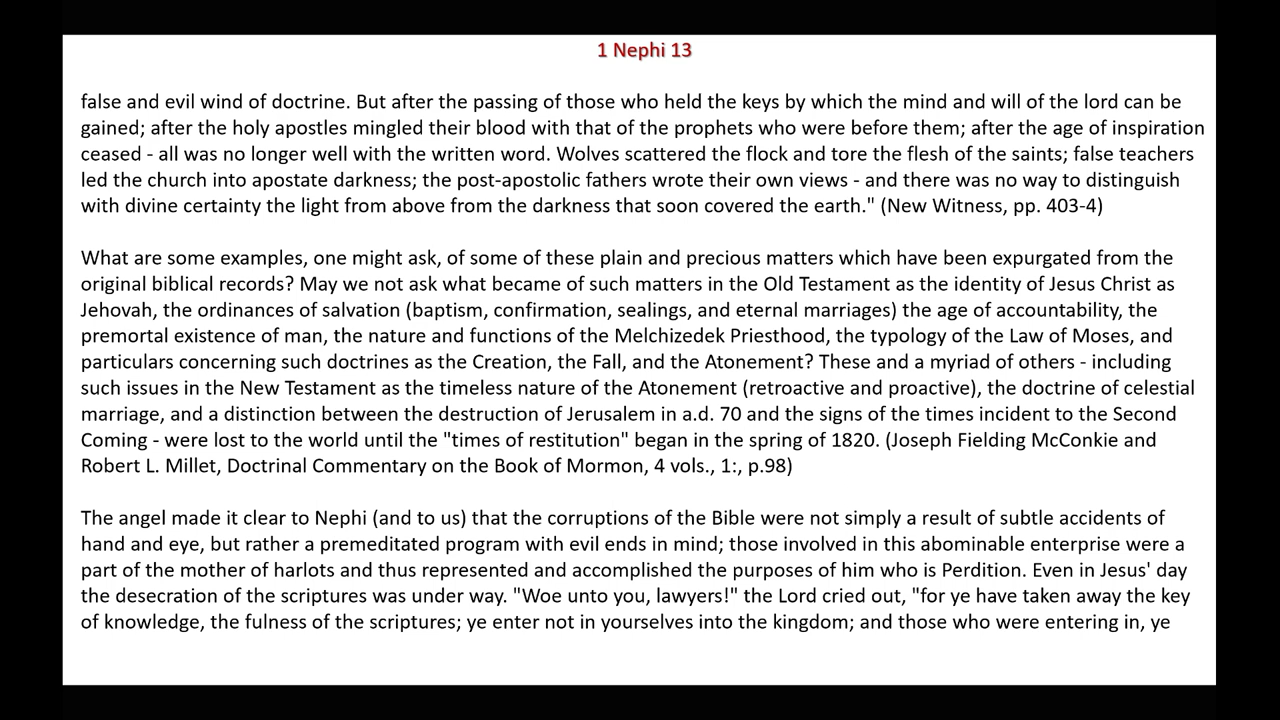 1 Nephi 13
false and evil wind of doctrine. But after the passing of those who held the keys by which the mind and will of the lord can be
gained; after the holy apostles mingled their blood with that of the prophets who were before them; after the age of inspiration
ceased - all was no longer well with the written word. Wolves scattered the flock and tore the flesh of the saints; false teachers
led the church into apostate darkness; the post-apostolic fathers wrote their own views - and there was no way to distinguish
with divine certainty the light from above from the darkness that soon covered the earth." (New Witness, pp. 403-4)
What are some examples, one might ask, of some of these plain and precious matters which have been expurgated from the
original biblical records? May we not ask what became of such matters in the Old Testament as the identity of Jesus Christ as
Jehovah, the ordinances of salvation (baptism, confirmation, sealings, and eternal marriages) the age of accountability, the
premortal existence of man, the nature and functions of the Melchizedek Priesthood, the typology of the Law of Moses, and
particulars concerning such doctrines as the Creation, the Fall, and the Atonement? These and a myriad of others - including
such issues in the New Testament as the timeless nature of the Atonement (retroactive and proactive), the doctrine of celestial
marriage, and a distinction between the destruction of Jerusalem in a.d. 70 and the signs of the times incident to the Second
Coming - were lost to the world until the "times of restitution" began in the spring of 1820. (Joseph Fielding McConkie and
Robert L. Millet, Doctrinal Commentary on the Book of Mormon, 4 vols., 1:, p.98)
The angel made it clear to Nephi (and to us) that the corruptions of the Bible were not simply a result of subtle accidents of
hand and eye, but rather a premeditated program with evil ends in mind; those involved in this abominable enterprise were a
part of the mother of harlots and thus represented and accomplished the purposes of him who is Perdition. Even in Jesus' day
the desecration of the scriptures was under way. "Woe unto you, lawyers!" the Lord cried out, "for ye have taken away the key
of knowledge, the fulness of the scriptures; ye enter not in yourselves into the kingdom; and those who were entering in, ye